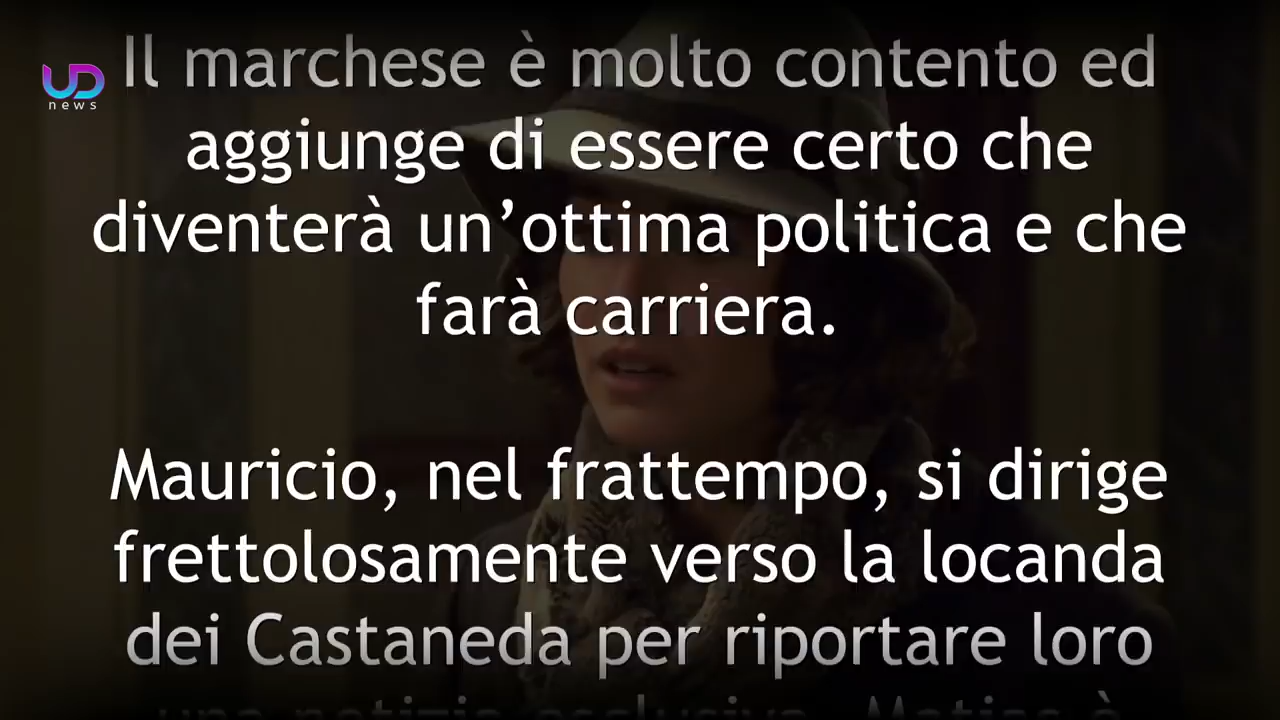 UD
news
Il marchese è molto contento ed
aggiunge di essere certo che
diventerà un’ottima politica e che
farà carriera.
Mauricio, nel frattempo, si dirige
frettolosamente verso la locanda
dei Castaneda per riportare loro